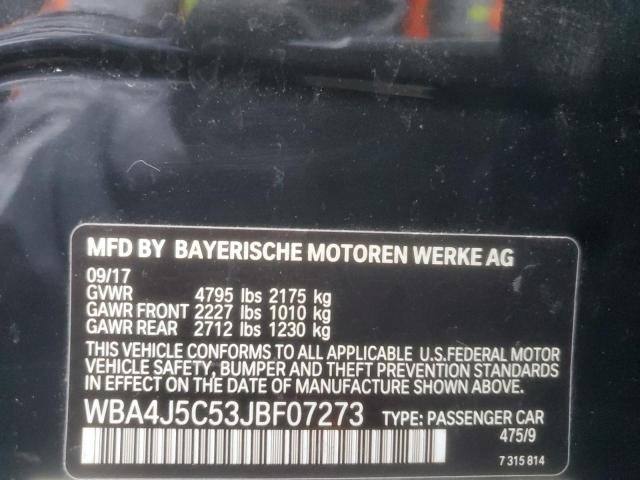 MFD BY BAYERISCHE MOTOREN WERKE AG
09/17
GVWR 4795 lbs 2175 kg
GAWR FRONT 2227 lbs 1010 kg
GAWR REAR 2712 lbs 1230 kg
THIS VEHICLE CONFORMS TO ALL APPLICABLE U.S.FEDERAL MOTOR
VEHICLE SAFETY, BUMPER AND THEFT PREVENTION STANDARDS
IN EFFECT ON THE DATE OF MANUFACTURE SHOWN ABOVE.
WBA4J5C53JBF07273 TYPE: PASSENGER CAR
475/9
7 315 814